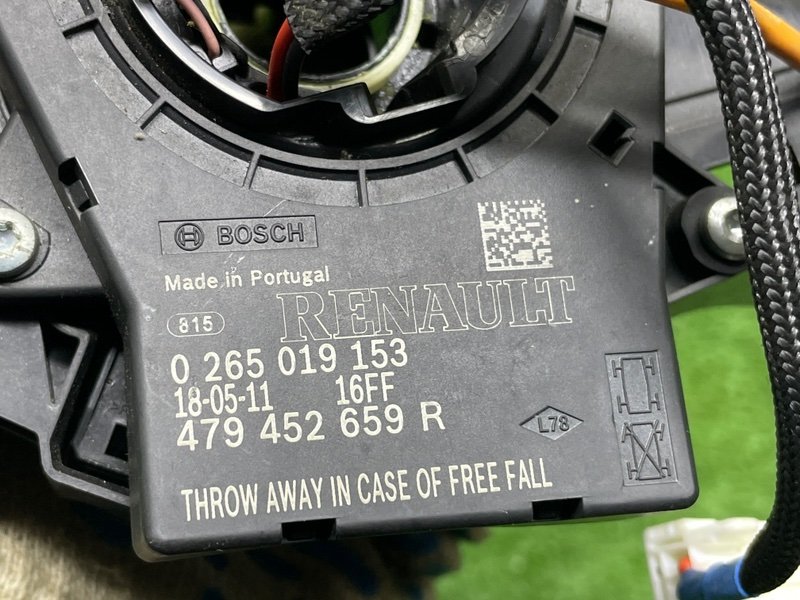 BOSCH
Made in Portugal
RENAULT
815
0 265 019 153
18-05-11 16FF
479 452 659 R
L78
THROW AWAY IN CASE OF FREE FALL